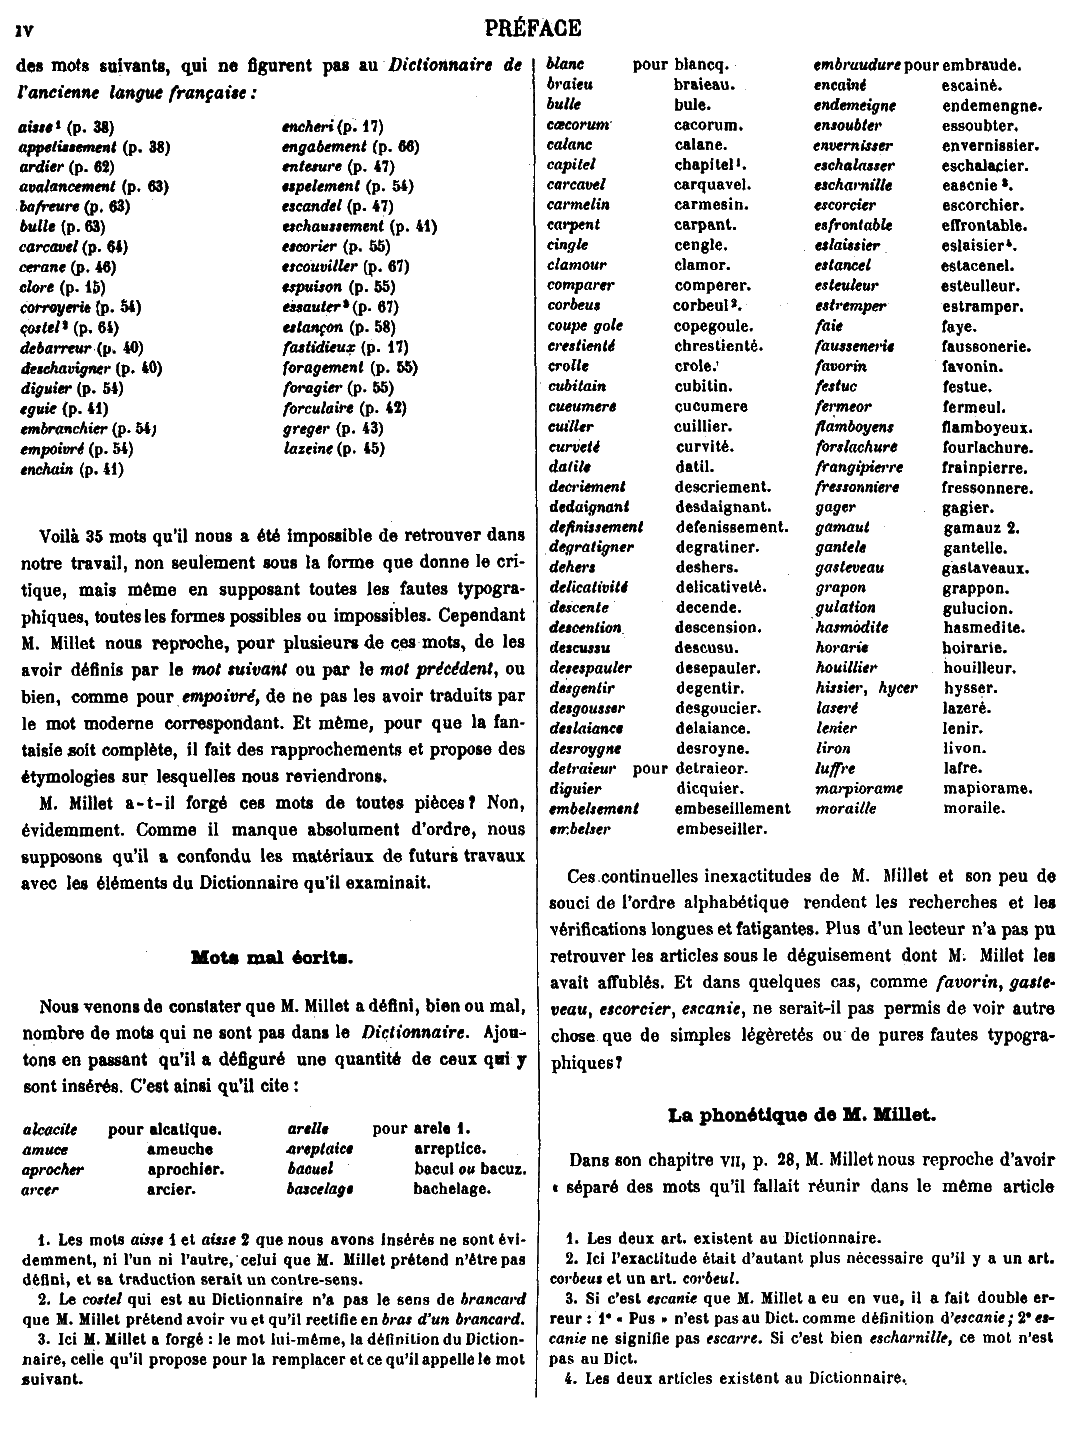 IV
PRÉFACE
des mots suivants, qui ne figurent pas au Dictionnaire de
l'ancienne langue française :
aisse¹ (p. 38)
appetissement (p. 38)
ardier (p. 62)
avalancement (p. 63)
bafreure (p. 63)
bulle (p. 63)
carcavel (p. 64)
cerane (p. 46)
clore (p. 15)
corroyerie (p. 54)
çostel² (p. 64)
debarreur (p. 40)
deschavigner (p. 40)
diguier (p. 54)
eguie (p. 41)
embranchier (p. 54)
empoivré (p. 54)
enchain (p. 41)
encheri (p. 17)
engabement (p. 66)
entesure (p. 47)
espelement (p. 54)
escandel (p. 47)
eschaussement (p. 41)
escorier (p. 55)
escouviller (p. 67)
espuison (p. 55)
essauter³ (p. 67)
estançon (p. 58)
fastidieux (p. 17)
foragement (p. 55)
foragier (p. 55)
forculaire (p. 42)
greger (p. 43)
lazeine (p. 45)
Voilà 35 mots qu'il nous a été impossible de retrouver dans
notre travail, non seulement sous la forme que donne le cri-
tique, mais même en supposant toutes les fautes typogra-
phiques, toutes les formes possibles ou impossibles. Cependant
M. Millet nous reproche, pour plusieurs de ces mots, de les
avoir définis par le mot suivant ou par le mot précédent, ou
bien, comme pour empoivré, de ne pas les avoir traduits par
le mot moderne correspondant. Et même, pour que la fan-
taisie soit complète, il fait des rapprochements et propose des
étymologies sur lesquelles nous reviendrons.
M. Millet a-t-il forgé ces mots de toutes pièces? Non,
évidemment. Comme il manque absolument d'ordre, nous
supposons qu'il a confondu les matériaux de futurs travaux
avec les éléments du Dictionnaire qu'il examinait.
Mots mal écrits.
Nous venons de constater que M. Millet a défini, bien ou mal,
nombre de mots qui ne sont pas dans le Dictionnaire. Ajou-
tons en passant qu'il a défiguré une quantité de ceux qui y
sont insérés. C'est ainsi qu'il cite :
alcacite pour alcatique.
amuce ameuche
aprocher aprochier.
arcer arcier.
arelle pour arele 1.
areptaice arreptice.
baouel bacul ou bacuz.
bascelage bachelage.
1. Les mots aisse 1 et aisse 2 que nous avons insérés ne sont évi-
demment, ni l'un ni l'autre, celui que M. Millet prétend n'être pas
défini, et sa traduction serait un contre-sens.
2. Le costel qui est au Dictionnaire n'a pas le sens de brancard
que M. Millet prétend avoir vu et qu'il rectifie en bras d'un brancard.
3. Ici M. Millet a forgé : le mot lui-même, la définition du Diction-
naire, celle qu'il propose pour la remplacer et ce qu'il appelle le mot
suivant.
blanc pour blancq.
braieu braieau.
bulle bule.
cæcorum cacorum.
calanc calane.
capitel chapitel¹.
carcavel carquavel.
carmelin carmesin.
carpent carpant.
cingle cengle.
clamour clamor.
comparer comperer.
corbeus corbeul².
coupe gole copegoule.
crestienté chrestienté.
crolle crole.
cubitain cubitin.
cueumere cucumere
cuiller cuillier.
curveté curvité.
datile datil.
decriement descriement.
dedaignant desdaignant.
definissement defenissement.
degratigner degratiner.
dehers deshers.
delicativité delicativeté.
descente decende.
descention descension.
descussu descusu.
desespauler desepauler.
desgentir degentir.
desgousser desgoucier.
deslaiance delaiance.
desroygne desroyne.
detraieur pour detraieor.
diguier dicquier.
embelsement embeseillement
embelser embeseiller.
embraudure pour embraude.
encaîné escainé.
endemeigne endemengne.
ensoubter essoubter.
envernisser envernissier.
eschalasser eschalacier.
escharnille eascnie³.
escorcier escorchier.
esfrontable effrontable.
eslaissier eslaisier⁴.
estancel estacenel.
esteuleur esteulleur.
estremper estramper.
faie faye.
faussenerie faussonerie.
favorin favonin.
festuc festue.
fermeor fermeul.
flamboyens flamboyeux.
forslachure fourlachure.
frangipierre frainpierre.
fressonniere fressonnere.
gager gagier.
gamaut gamauz 2.
gantele gantelle.
gasteveau gastaveaux.
grapon grappon.
gulation gulucion.
hasmodite hasmedite.
horarie hoirarie.
houillier houilleur.
hissier, hycer hysser.
laseré lazeré.
lenier lenir.
liron livon.
luffre lafre.
marpiorame mapiorame.
moraille moraile.
Ces continuelles inexactitudes de M. Millet et son peu de
souci de l'ordre alphabétique rendent les recherches et les
vérifications longues et fatigantes. Plus d'un lecteur n'a pas pu
retrouver les articles sous le déguisement dont M. Millet les
avait affublés. Et dans quelques cas, comme favorin, gaste-
veau, escorcier, escanie, ne serait-il pas permis de voir autre
chose que de simples légèretés ou de pures fautes typogra-
phiques?
La phonétique de M. Millet.
Dans son chapitre VII, p. 28, M. Millet nous reproche d'avoir
« séparé des mots qu'il fallait réunir dans le même article
1. Les deux art. existent au Dictionnaire.
2. Ici l'exactitude était d'autant plus nécessaire qu'il y a un art.
corbeus et un art. corbeul.
3. Si c'est escanie que M. Millet a eu en vue, il a fait double er-
reur : 1° « Pus » n'est pas au Dict. comme définition d'escanie ; 2° es-
canie ne signifie pas escarre. Si c'est bien escharnille, ce mot n'est
pas au Dict.
4. Les deux articles existent au Dictionnaire.